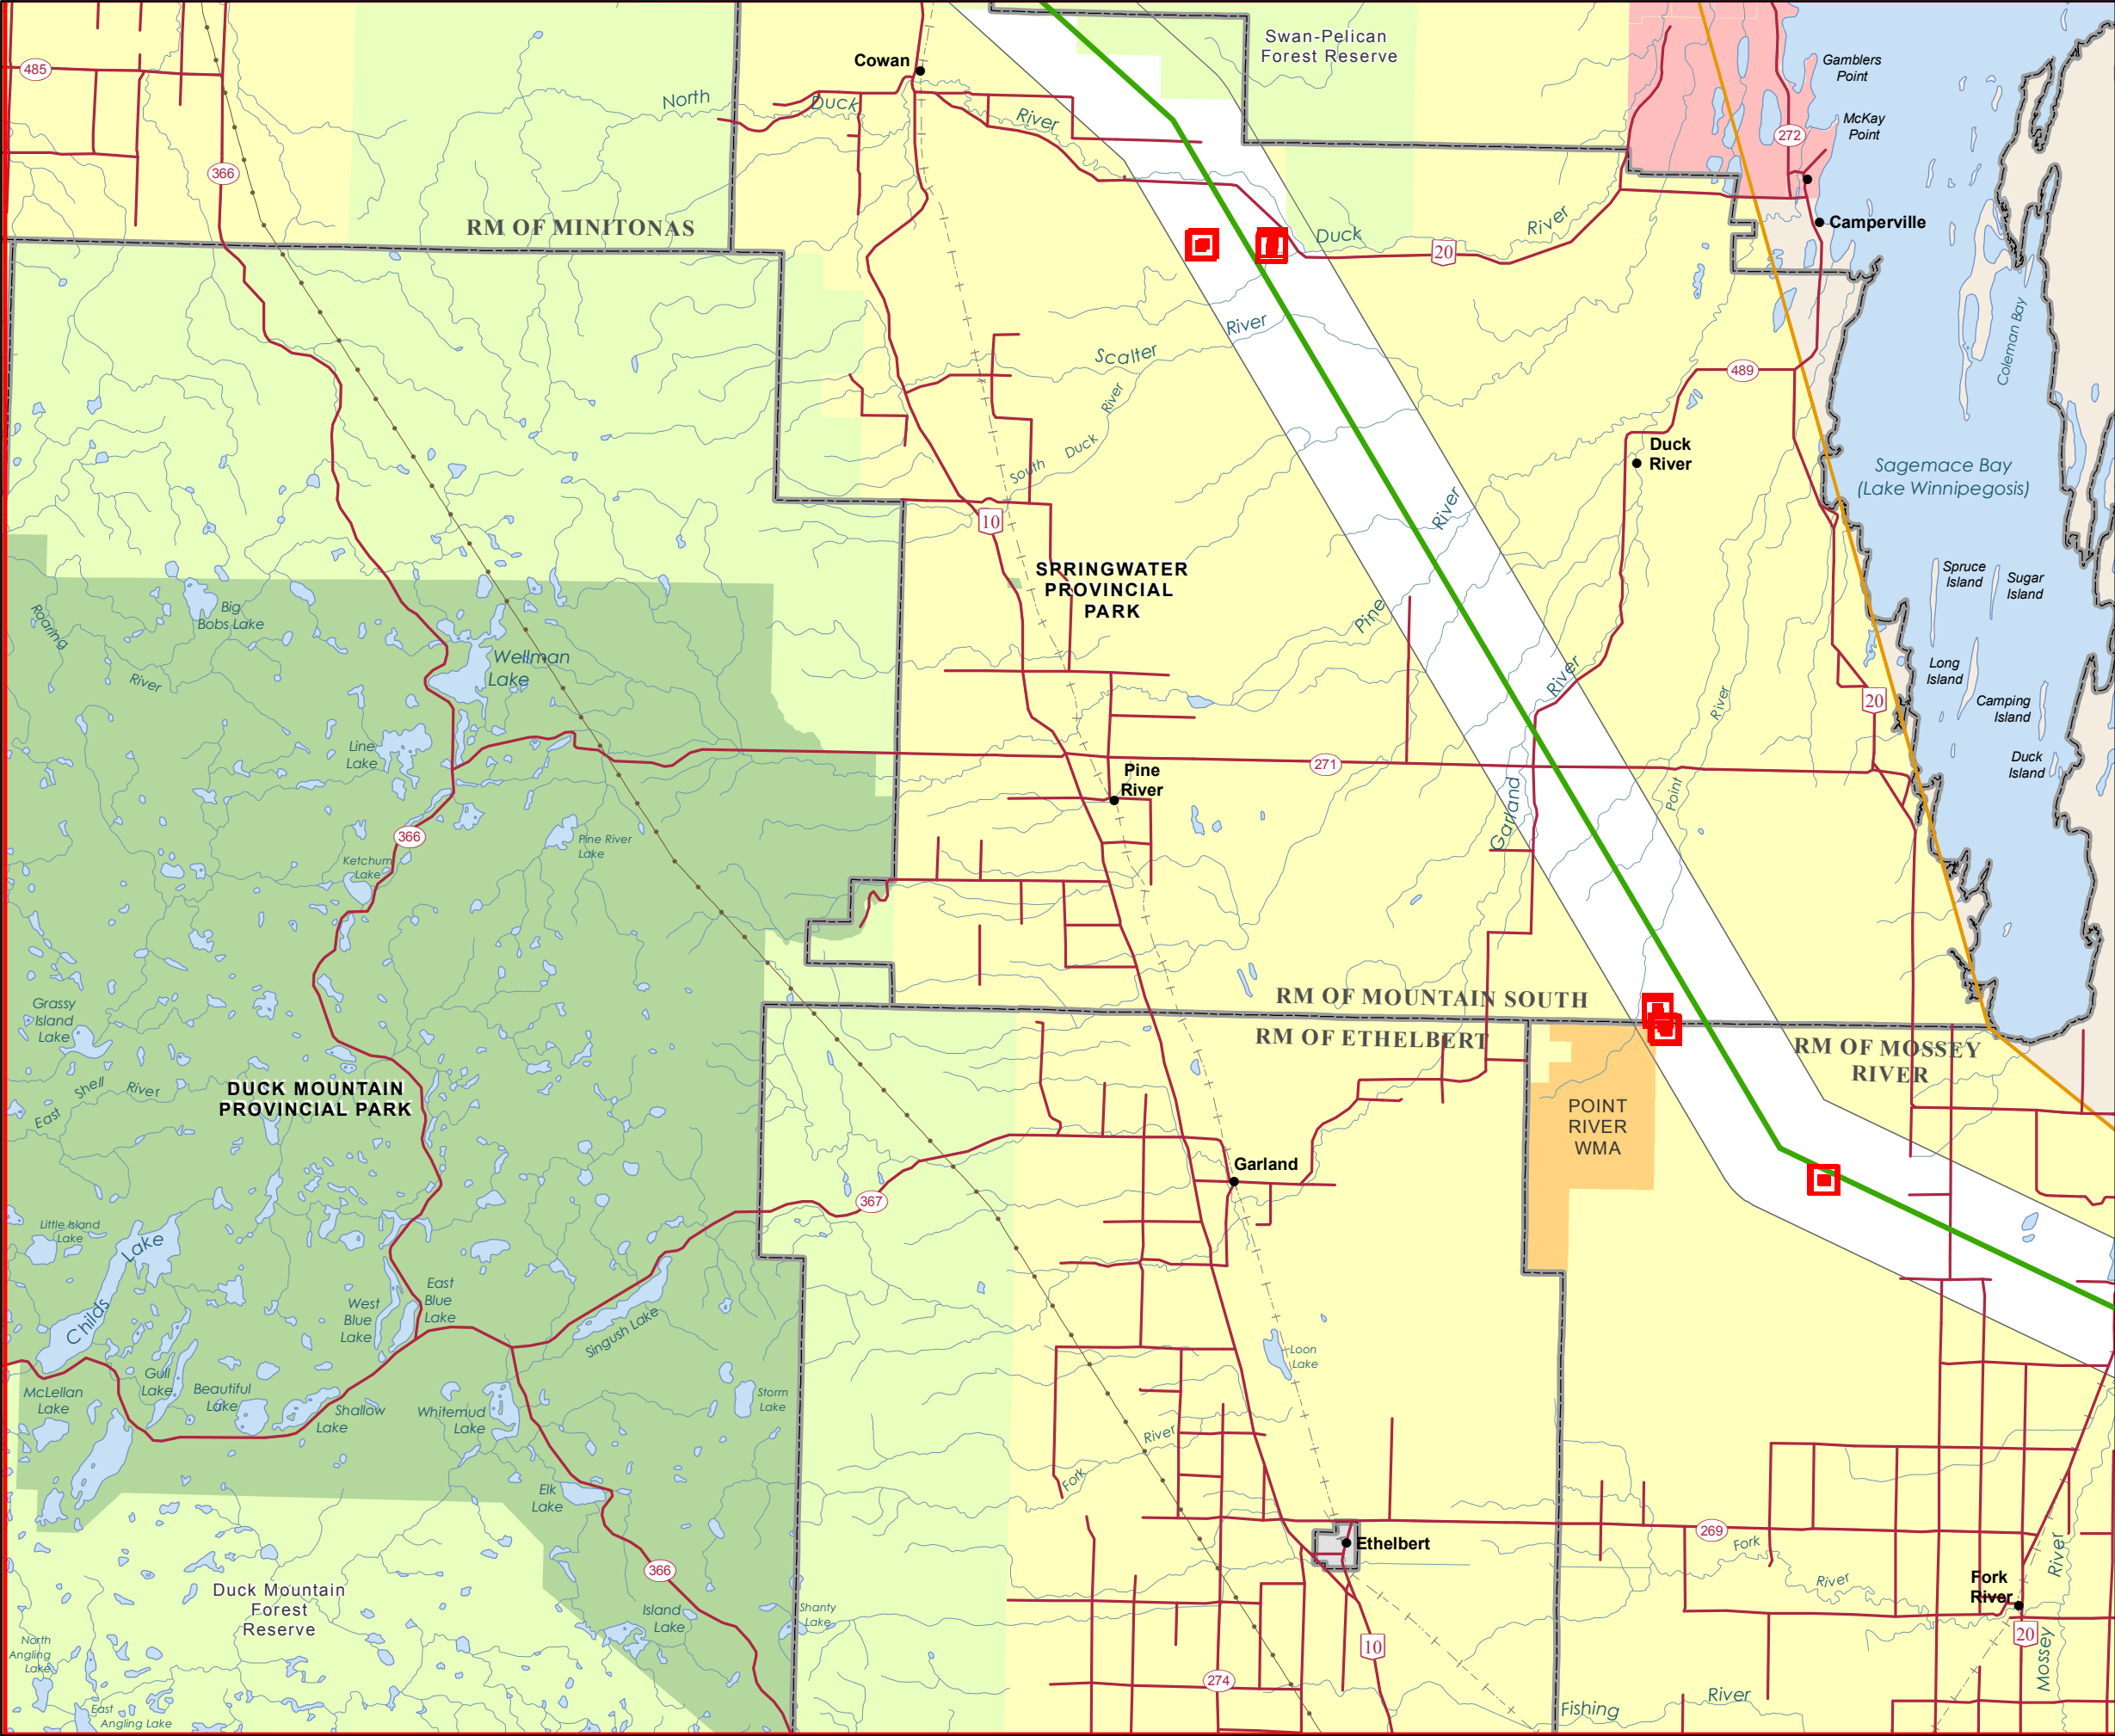 Swan-Pelican
Forest Reserve
Cowan
Gamblers
Point
485
North
Duck
River
McKay
Point
272
366
RM OF MINITONAS
Camperville
Duck
River
20
River
Scalter
Coleman Bay
489
River
Duck
South
Duck
River
Sagemace Bay
(Lake Winnipegosis)
10
River
SPRINGWATER
PROVINCIAL
PARK
Spruce
Island
Sugar
Island
Pine
Big
Bobs Lake
Roaring
River
Wellman
Lake
River
Long
Island
Camping
Island
River
20
Line
Lake
Duck
Island
271
Pine
River
Point
Garland
366
Pine River
Lake
Ketchum
Lake
Grassy
Island
Lake
RM OF MOUNTAIN SOUTH
RM OF ETHELBERT
RM OF MOSSEY
RIVER
East
Shell
River
DUCK MOUNTAIN
PROVINCIAL PARK
POINT
RIVER
WMA
Garland
367
Little Island
Lake
Childs
Lake
East
Blue
Lake
West
Blue
Lake
Singush Lake
Loon
Lake
Gull
Lake
McLellan
Lake
Beautiful
Lake
Shallow
Lake
Whitemud
Lake
Storm
Lake
Fork
River
Elk
Lake
Ethelbert
269
Fork
River
River
366
Duck Mountain
Forest
Reserve
Fork
River
Island
Lake
Shanty
Lake
North
Angling
Lake
10
20
Mossey
274
East
Angling Lake
Fishing
River